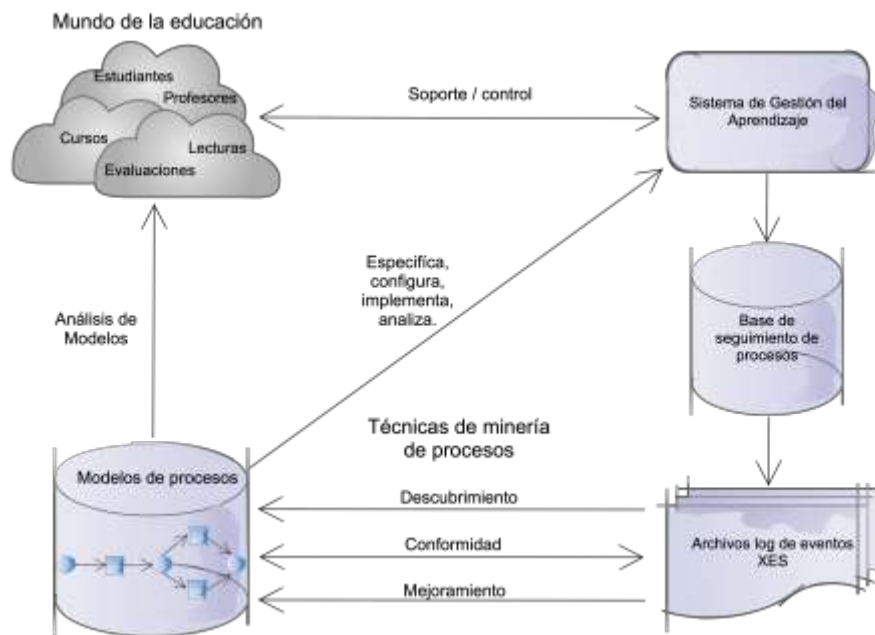 Mundo de la educación
Estudiantes
Profesores
Cursos
Lecturas
Evaluaciones
Soporte / control
Sistema de Gestión del
Aprendizaje
Especifíca,
configura,
implementa,
analiza.
Análisis de
Modelos
Base de
seguimiento de
procesos
Técnicas de minería
de procesos
Modelos de procesos
Descubrimiento
Conformidad
Mejoramiento
Archivos log de eventos
XES